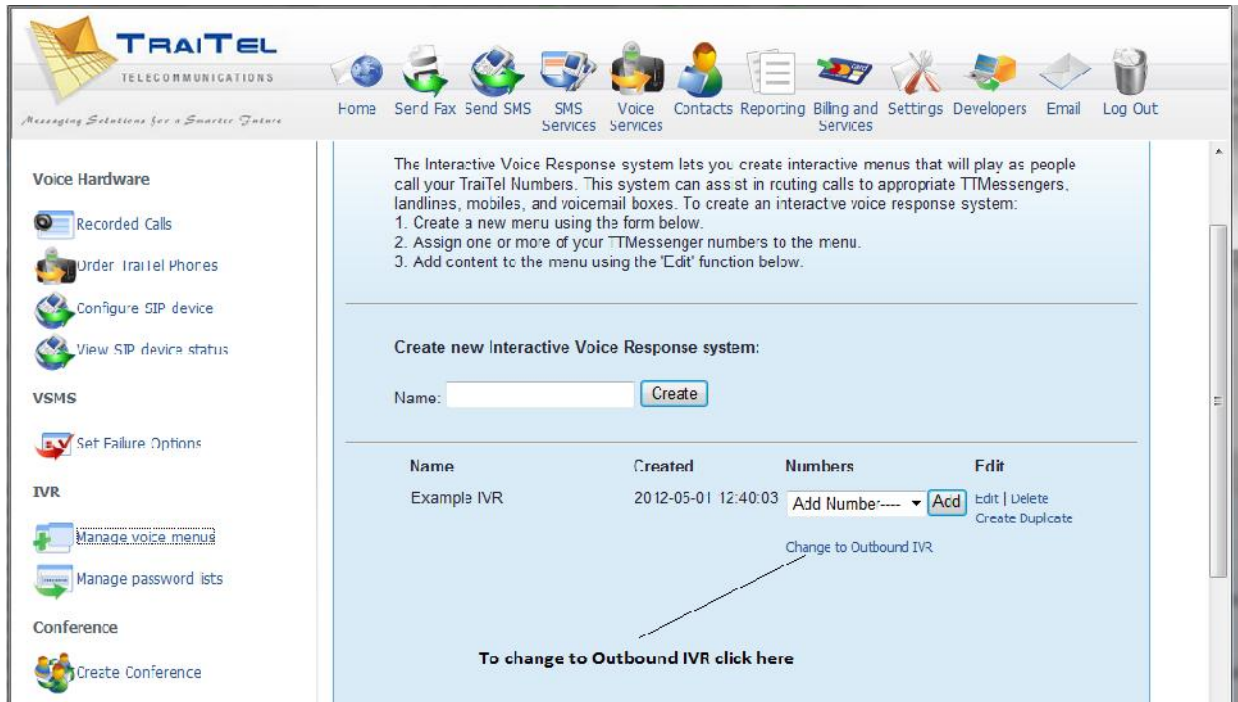 TRAITEL
TELECOMMUNICATIONS
Messaging Solutions for a Smarter Future
Home Send Fax Send SMS SMS Services Voice Services Contacts Reporting Billing and Services Settings Developers Email Log Out
Voice Hardware
Recorded Calls
Order TraiTel Phones
Configure SIP device
View SIP device status
VSMS
Set Failure Options
IVR
Manage voice menus
Manage password lists
Conference
Create Conference
The Interactive Voice Response system lets you create interactive menus that will play as people
call your TraiTel Numbers. This system can assist in routing calls to appropriate TTMessengers,
landlines, mobiles, and voicemail boxes. To create an interactive voice response system:
1. Create a new menu using the form below.
2. Assign one or more of your TTMessenger numbers to the menu.
3. Add content to the menu using the 'Edit' function below.
Create new Interactive Voice Response system:
Name: Create
Name Created Numbers Edit
Example IVR 2012-05-01 12:40:03 Add Number---- Add Edit | Delete
Create Duplicate
Change to Outbound IVR
To change to Outbound IVR click here